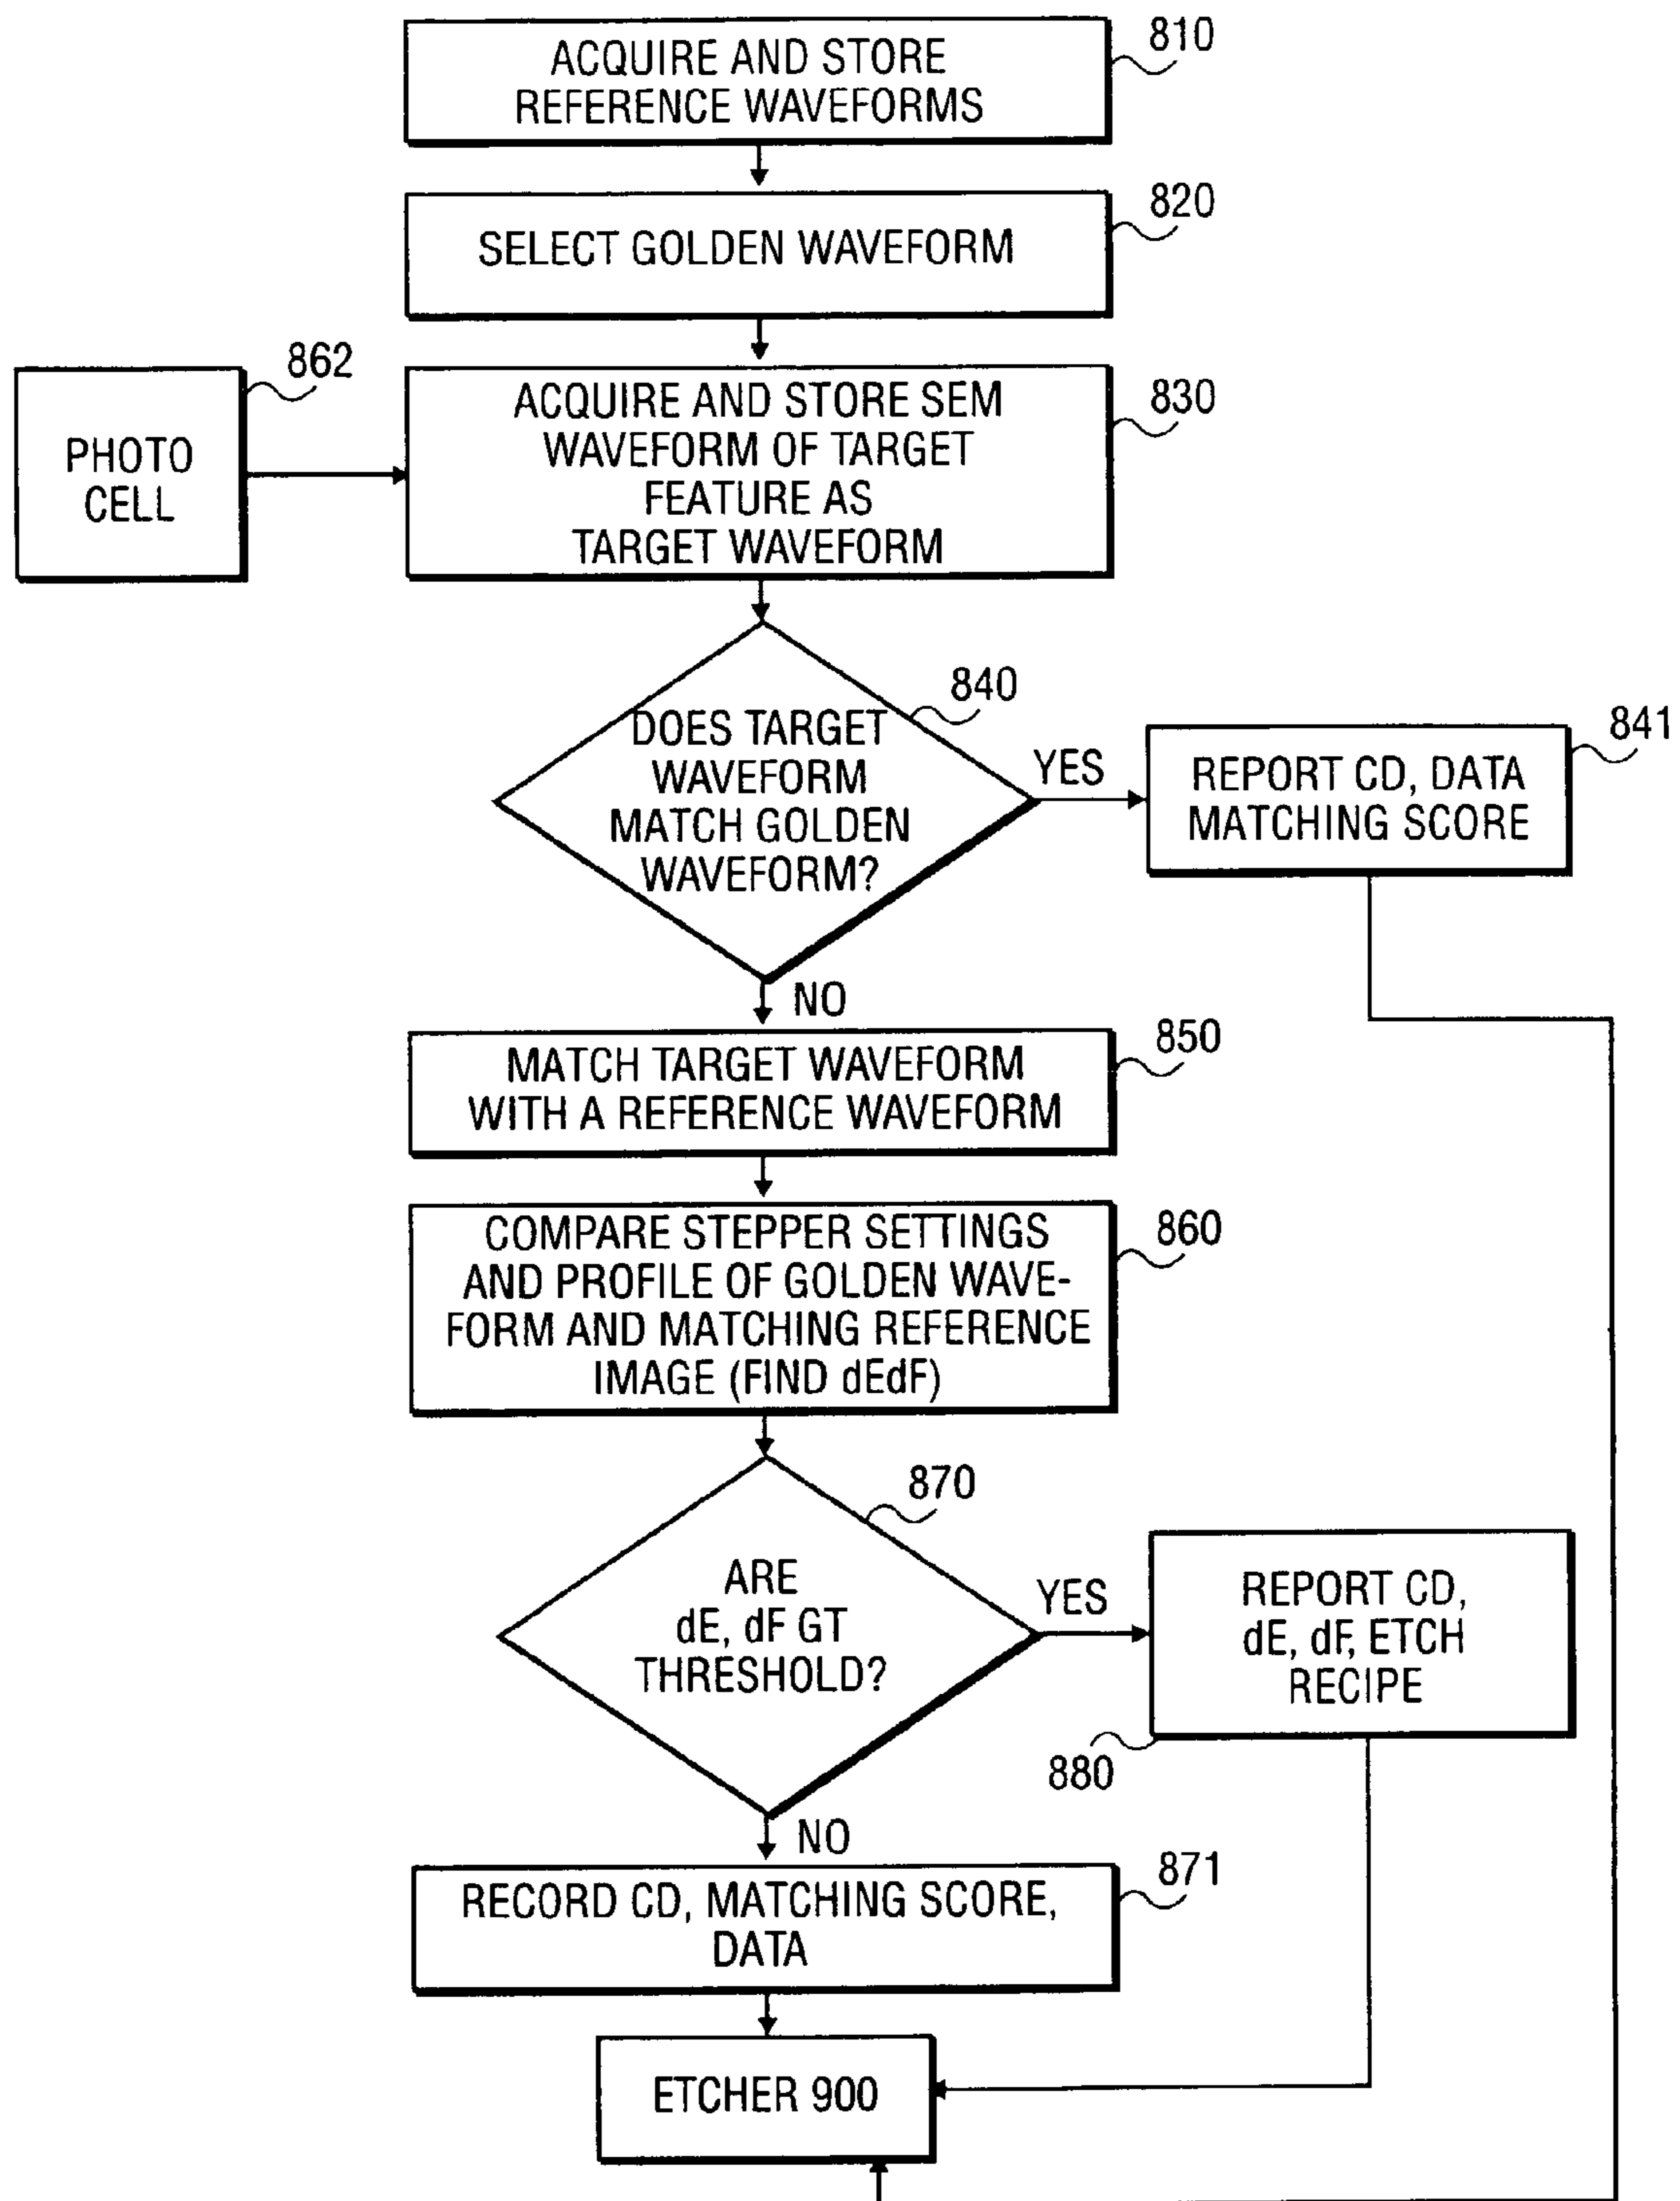 ACQUIRE AND STORE
REFERENCE WAVEFORMS
810
SELECT GOLDEN WAVEFORM
820
PHOTO
CELL
862
ACQUIRE AND STORE SEM
WAVEFORM OF TARGET
FEATURE AS
TARGET WAVEFORM
830
DOES TARGET
WAVEFORM
MATCH GOLDEN
WAVEFORM?
840
YES
REPORT CD, DATA
MATCHING SCORE
841
NO
MATCH TARGET WAVEFORM
WITH A REFERENCE WAVEFORM
850
COMPARE STEPPER SETTINGS
AND PROFILE OF GOLDEN WAVE-
FORM AND MATCHING REFERENCE
IMAGE (FIND dEdF)
860
ARE
dE, dF GT
THRESHOLD?
870
YES
REPORT CD,
dE, dF, ETCH
RECIPE
880
NO
RECORD CD, MATCHING SCORE,
DATA
871
ETCHER 900